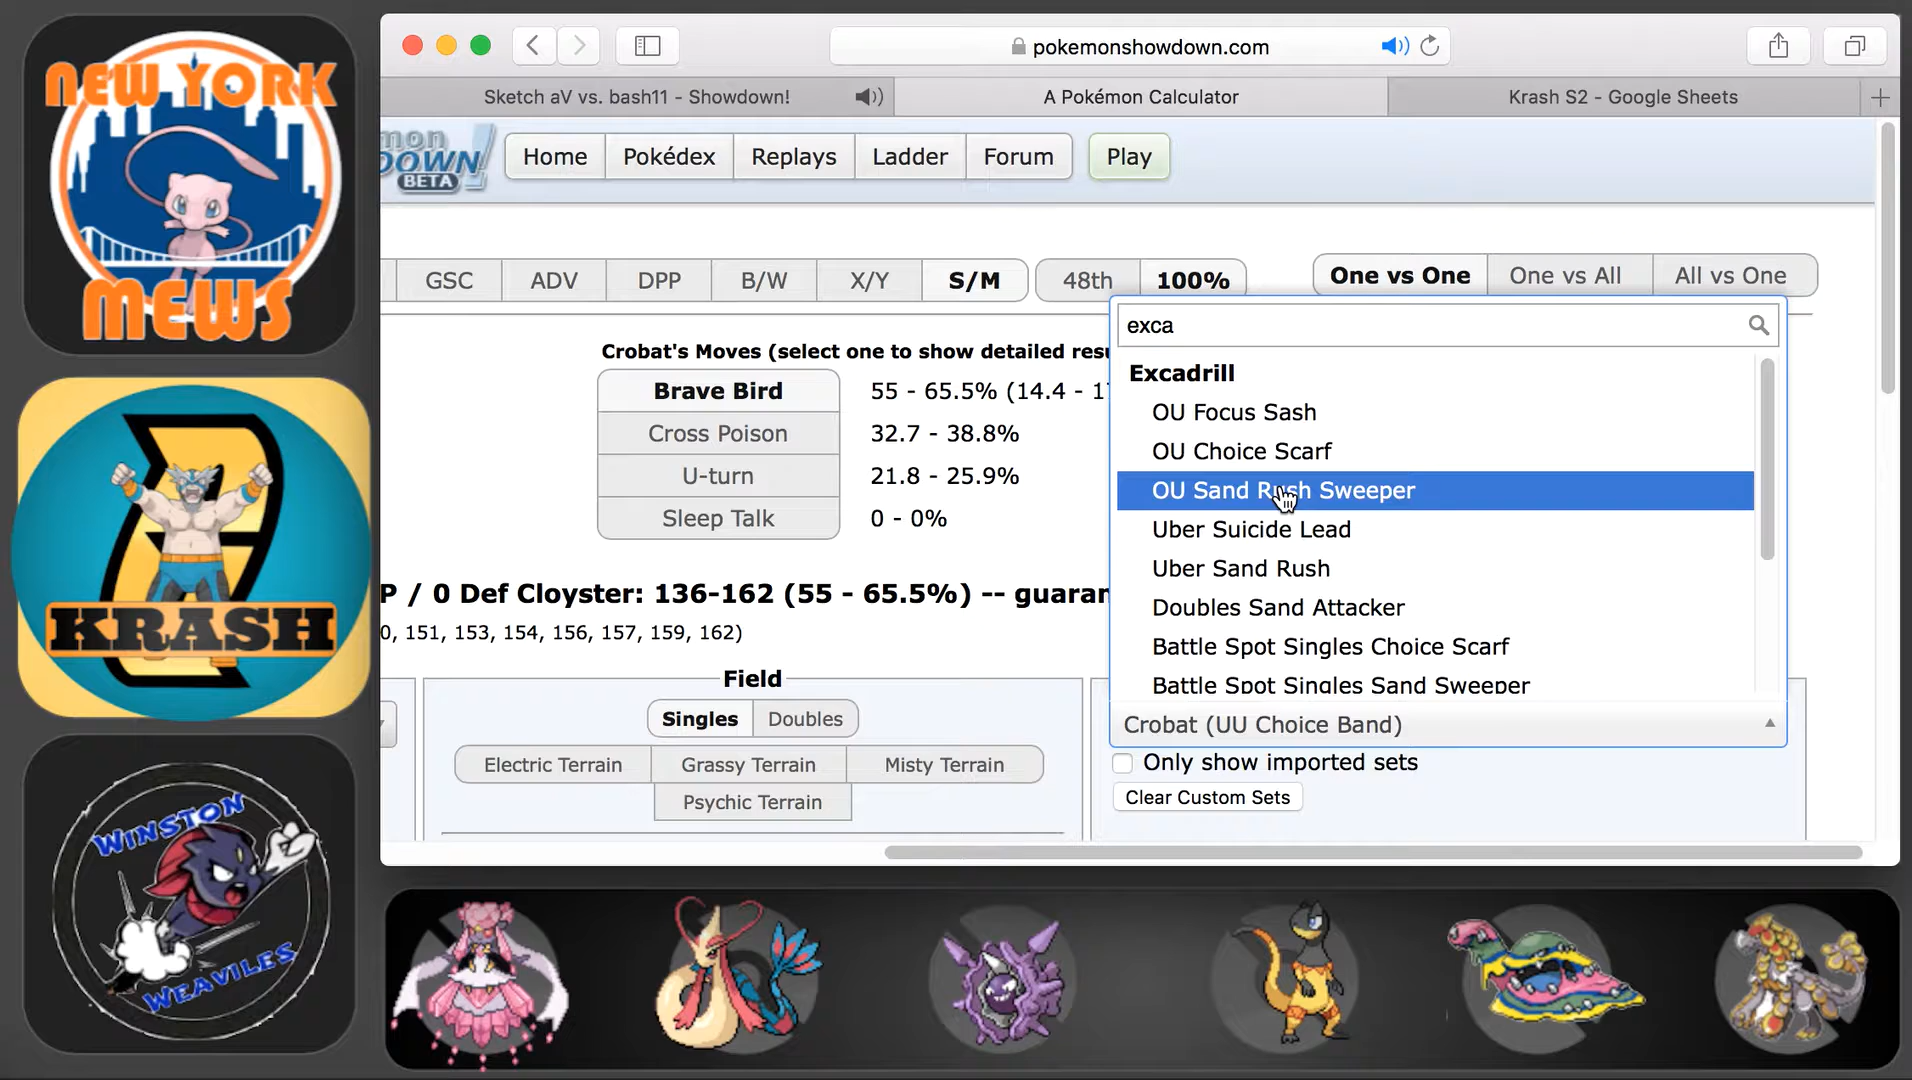 NEW YORK
MEWS
KRASH
WINSTON
WEAVILES
pokemonshowdown.com
Sketch aV vs. bash11 - Showdown!
A Pokémon Calculator
Krash S2 - Google Sheets
mon
DOWN!
BETA
Home
Pokédex
Replays
Ladder
Forum
Play
GSC
ADV
DPP
B/W
X/Y
S/M
48th
100%
One vs One
One vs All
All vs One
exca
Crobat's Moves (select one to show detailed resu
Brave Bird
55 - 65.5% (14.4 - 1
Cross Poison
32.7 - 38.8%
U-turn
21.8 - 25.9%
Sleep Talk
0 - 0%
Excadrill
OU Focus Sash
OU Choice Scarf
OU Sand Rush Sweeper
Uber Suicide Lead
Uber Sand Rush
Doubles Sand Attacker
Battle Spot Singles Choice Scarf
Battle Spot Singles Sand Sweeper
P / 0 Def Cloyster: 136-162 (55 - 65.5%) -- guaran
0, 151, 153, 154, 156, 157, 159, 162)
Field
Singles
Doubles
Electric Terrain
Grassy Terrain
Misty Terrain
Psychic Terrain
Crobat (UU Choice Band)
Only show imported sets
Clear Custom Sets